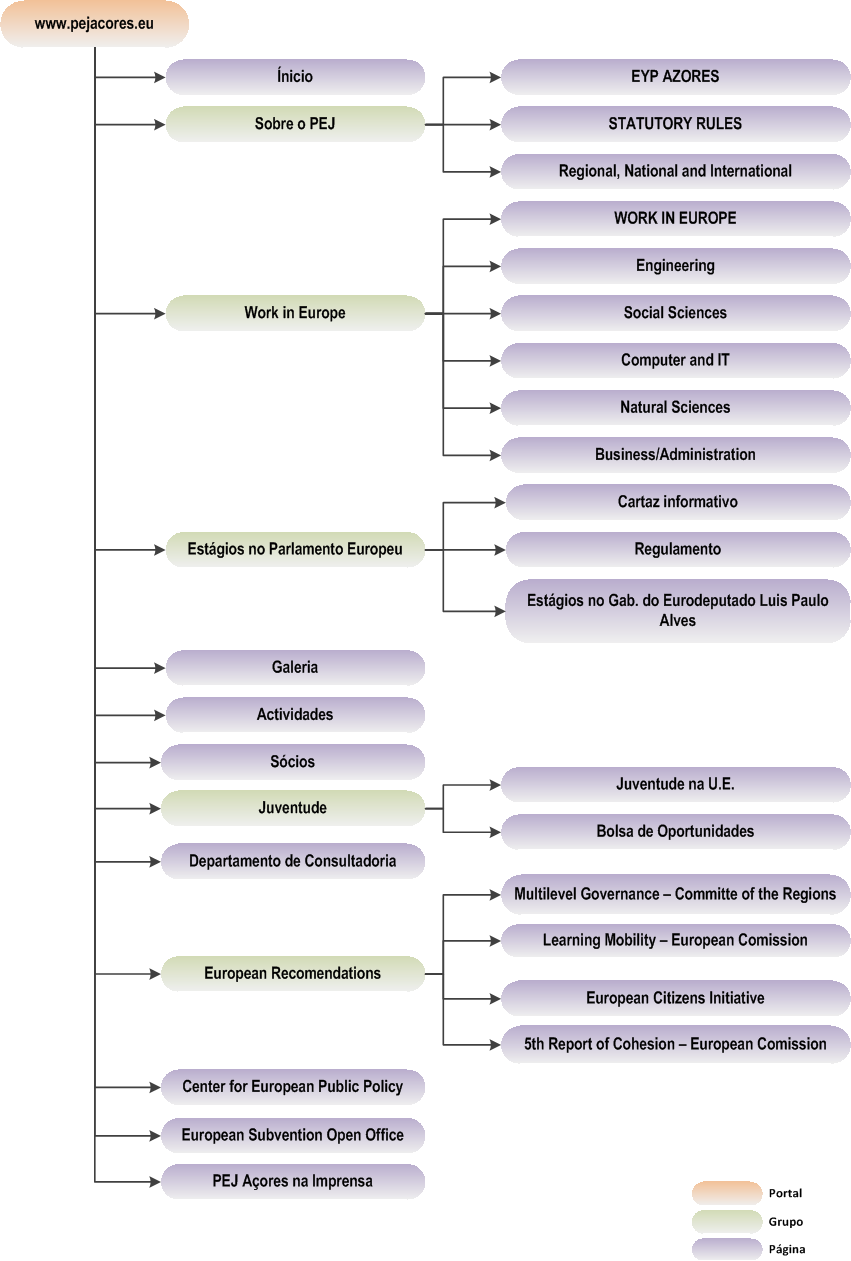 www.pejacores.eu
Ínicio
EYP AZORES
Sobre o PEJ
STATUTORY RULES
Regional, National and International
WORK IN EUROPE
Engineering
Work in Europe
Social Sciences
Computer and IT
Natural Sciences
Business/Administration
Cartaz informativo
Estágios no Parlamento Europeu
Regulamento
Estágios no Gab. do Eurodeputado Luis Paulo
Alves
Galeria
Actividades
Sócios
Juventude na U.E.
Juventude
Bolsa de Oportunidades
Departamento de Consultadoria
Multilevel Governance – Committe of the Regions
Learning Mobility – European Comission
European Recomendations
European Citizens Initiative
5th Report of Cohesion – European Comission
Center for European Public Policy
European Subvention Open Office
PEJ Açores na Imprensa
Portal
Grupo
Página